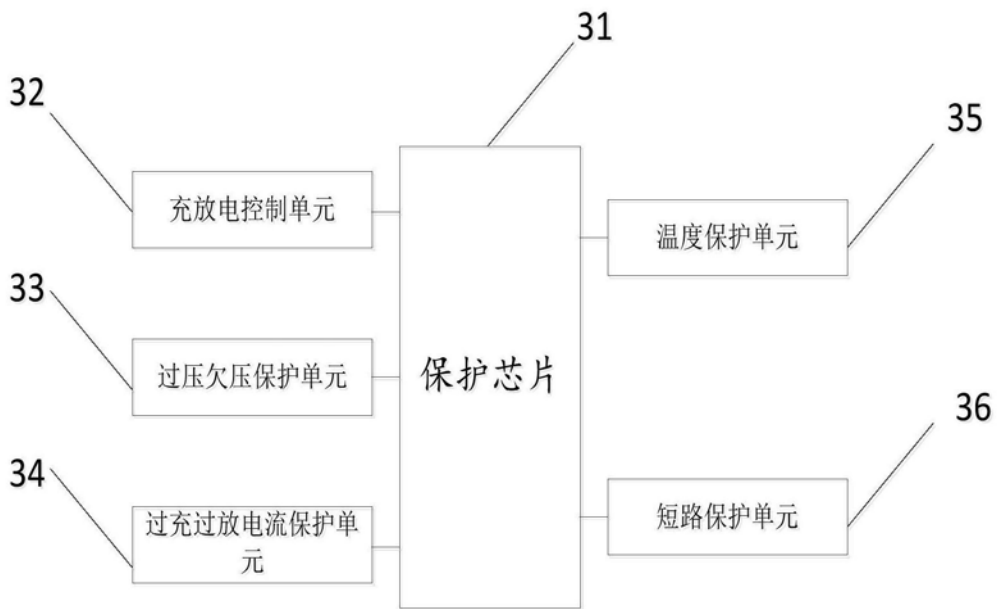 31
32
35
充放电控制单元
温度保护单元
33
过压欠压保护单元
保护芯片
36
34
过充过放电流保护单
元
短路保护单元